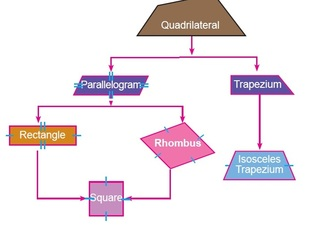 Quadrilateral
Parallelogram
Trapezium
Rectangle
Rhombus
Isosceles
Trapezium
Square